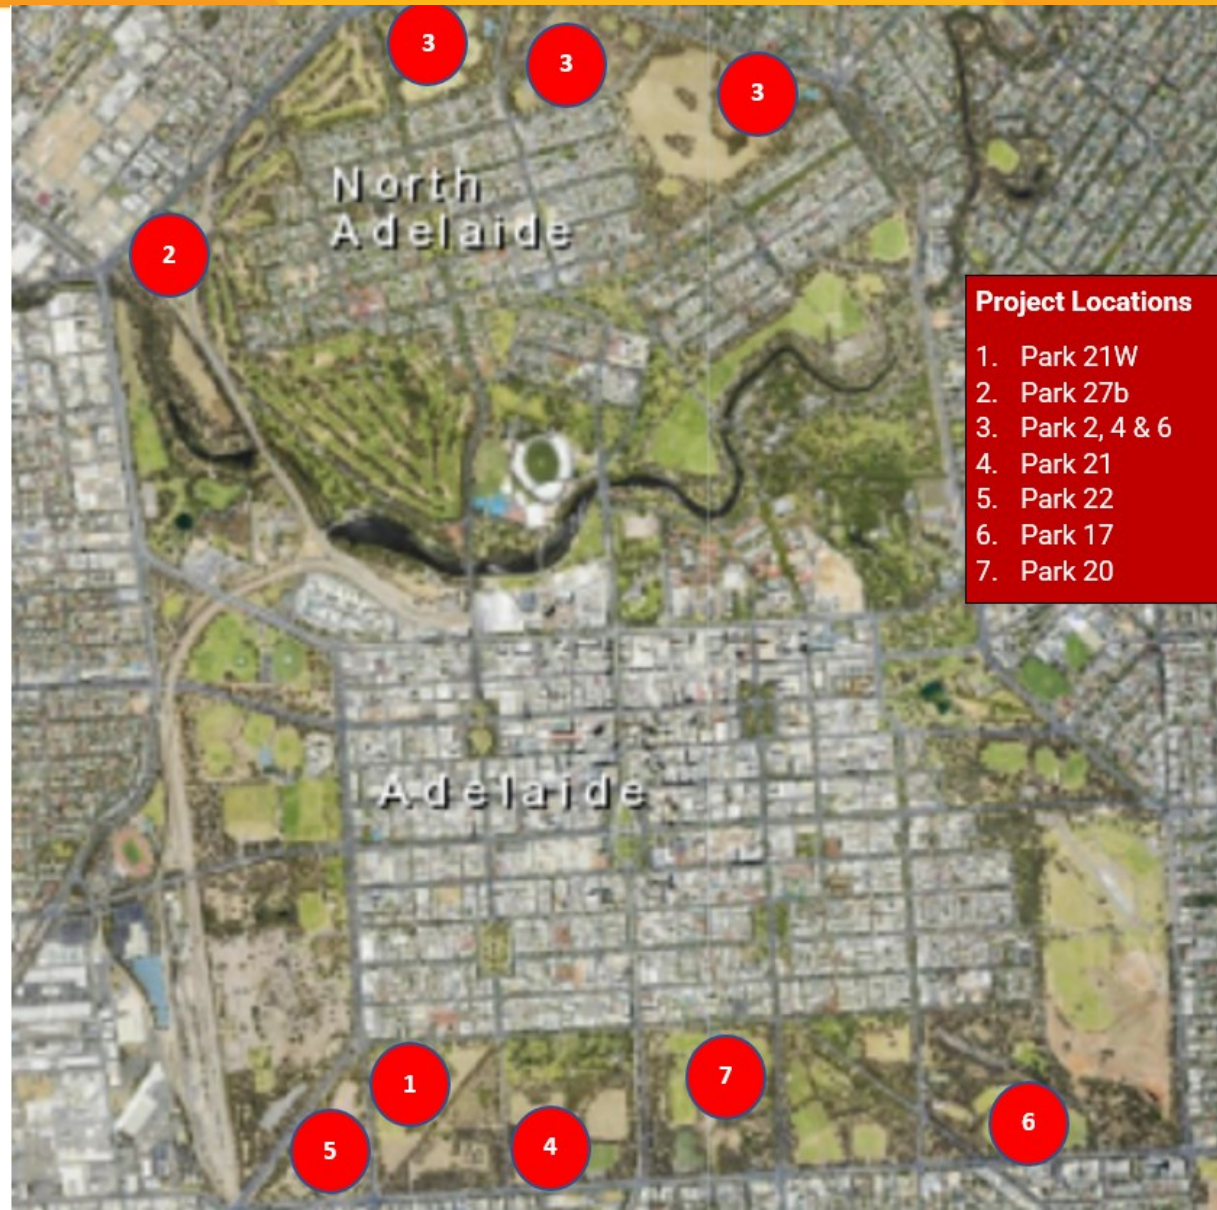 3
3
3
North
Adelaide
2
Project Locations
1. Park 21W
2. Park 27b
3. Park 2, 4 & 6
4. Park 21
5. Park 22
6. Park 17
7. Park 20
Adelaide
1
7
5
4
6